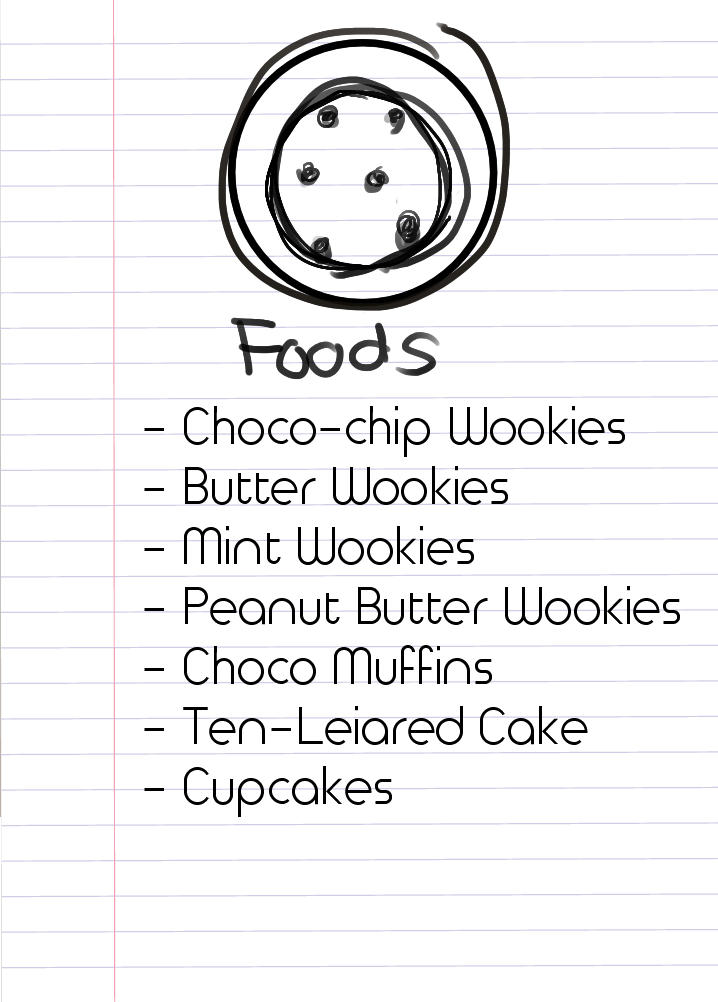 Foods
- Choco-chip Wookies
- Butter Wookies
- Mint Wookies
- Peanut Butter Wookies
- Choco Muffins
- Ten-Leiared Cake
- Cupcakes